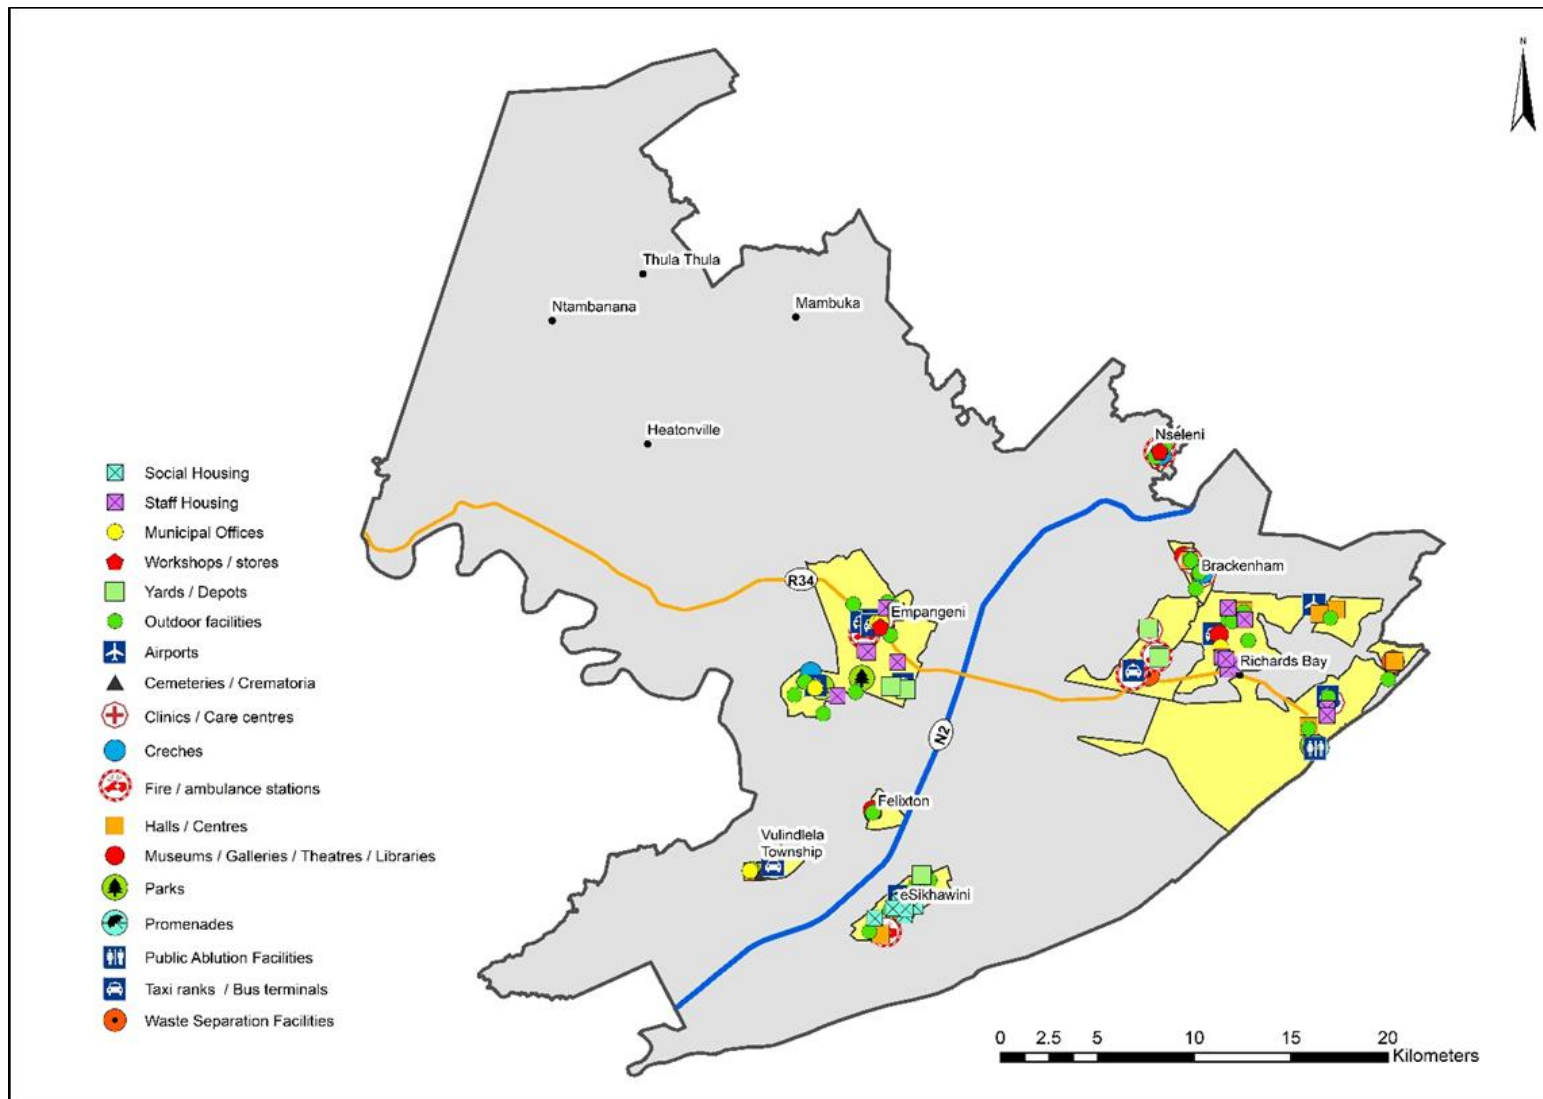 N
Thula Thula
Ntambanana
Mambuka
Heatonville
Nseleni
R34
Empangeni
Brackenham
Richards Bay
N2
Felixton
Vulindlela
Township
eSikhawini
Social Housing
Staff Housing
Municipal Offices
Workshops / stores
Yards / Depots
Outdoor facilities
Airports
Cemeteries / Crematoria
Clinics / Care centres
Creches
Fire / ambulance stations
Halls / Centres
Museums / Galleries / Theatres / Libraries
Parks
Promenades
Public Ablution Facilities
Taxi ranks / Bus terminals
Waste Separation Facilities
0 2.5 5 10 15 20
Kilometers